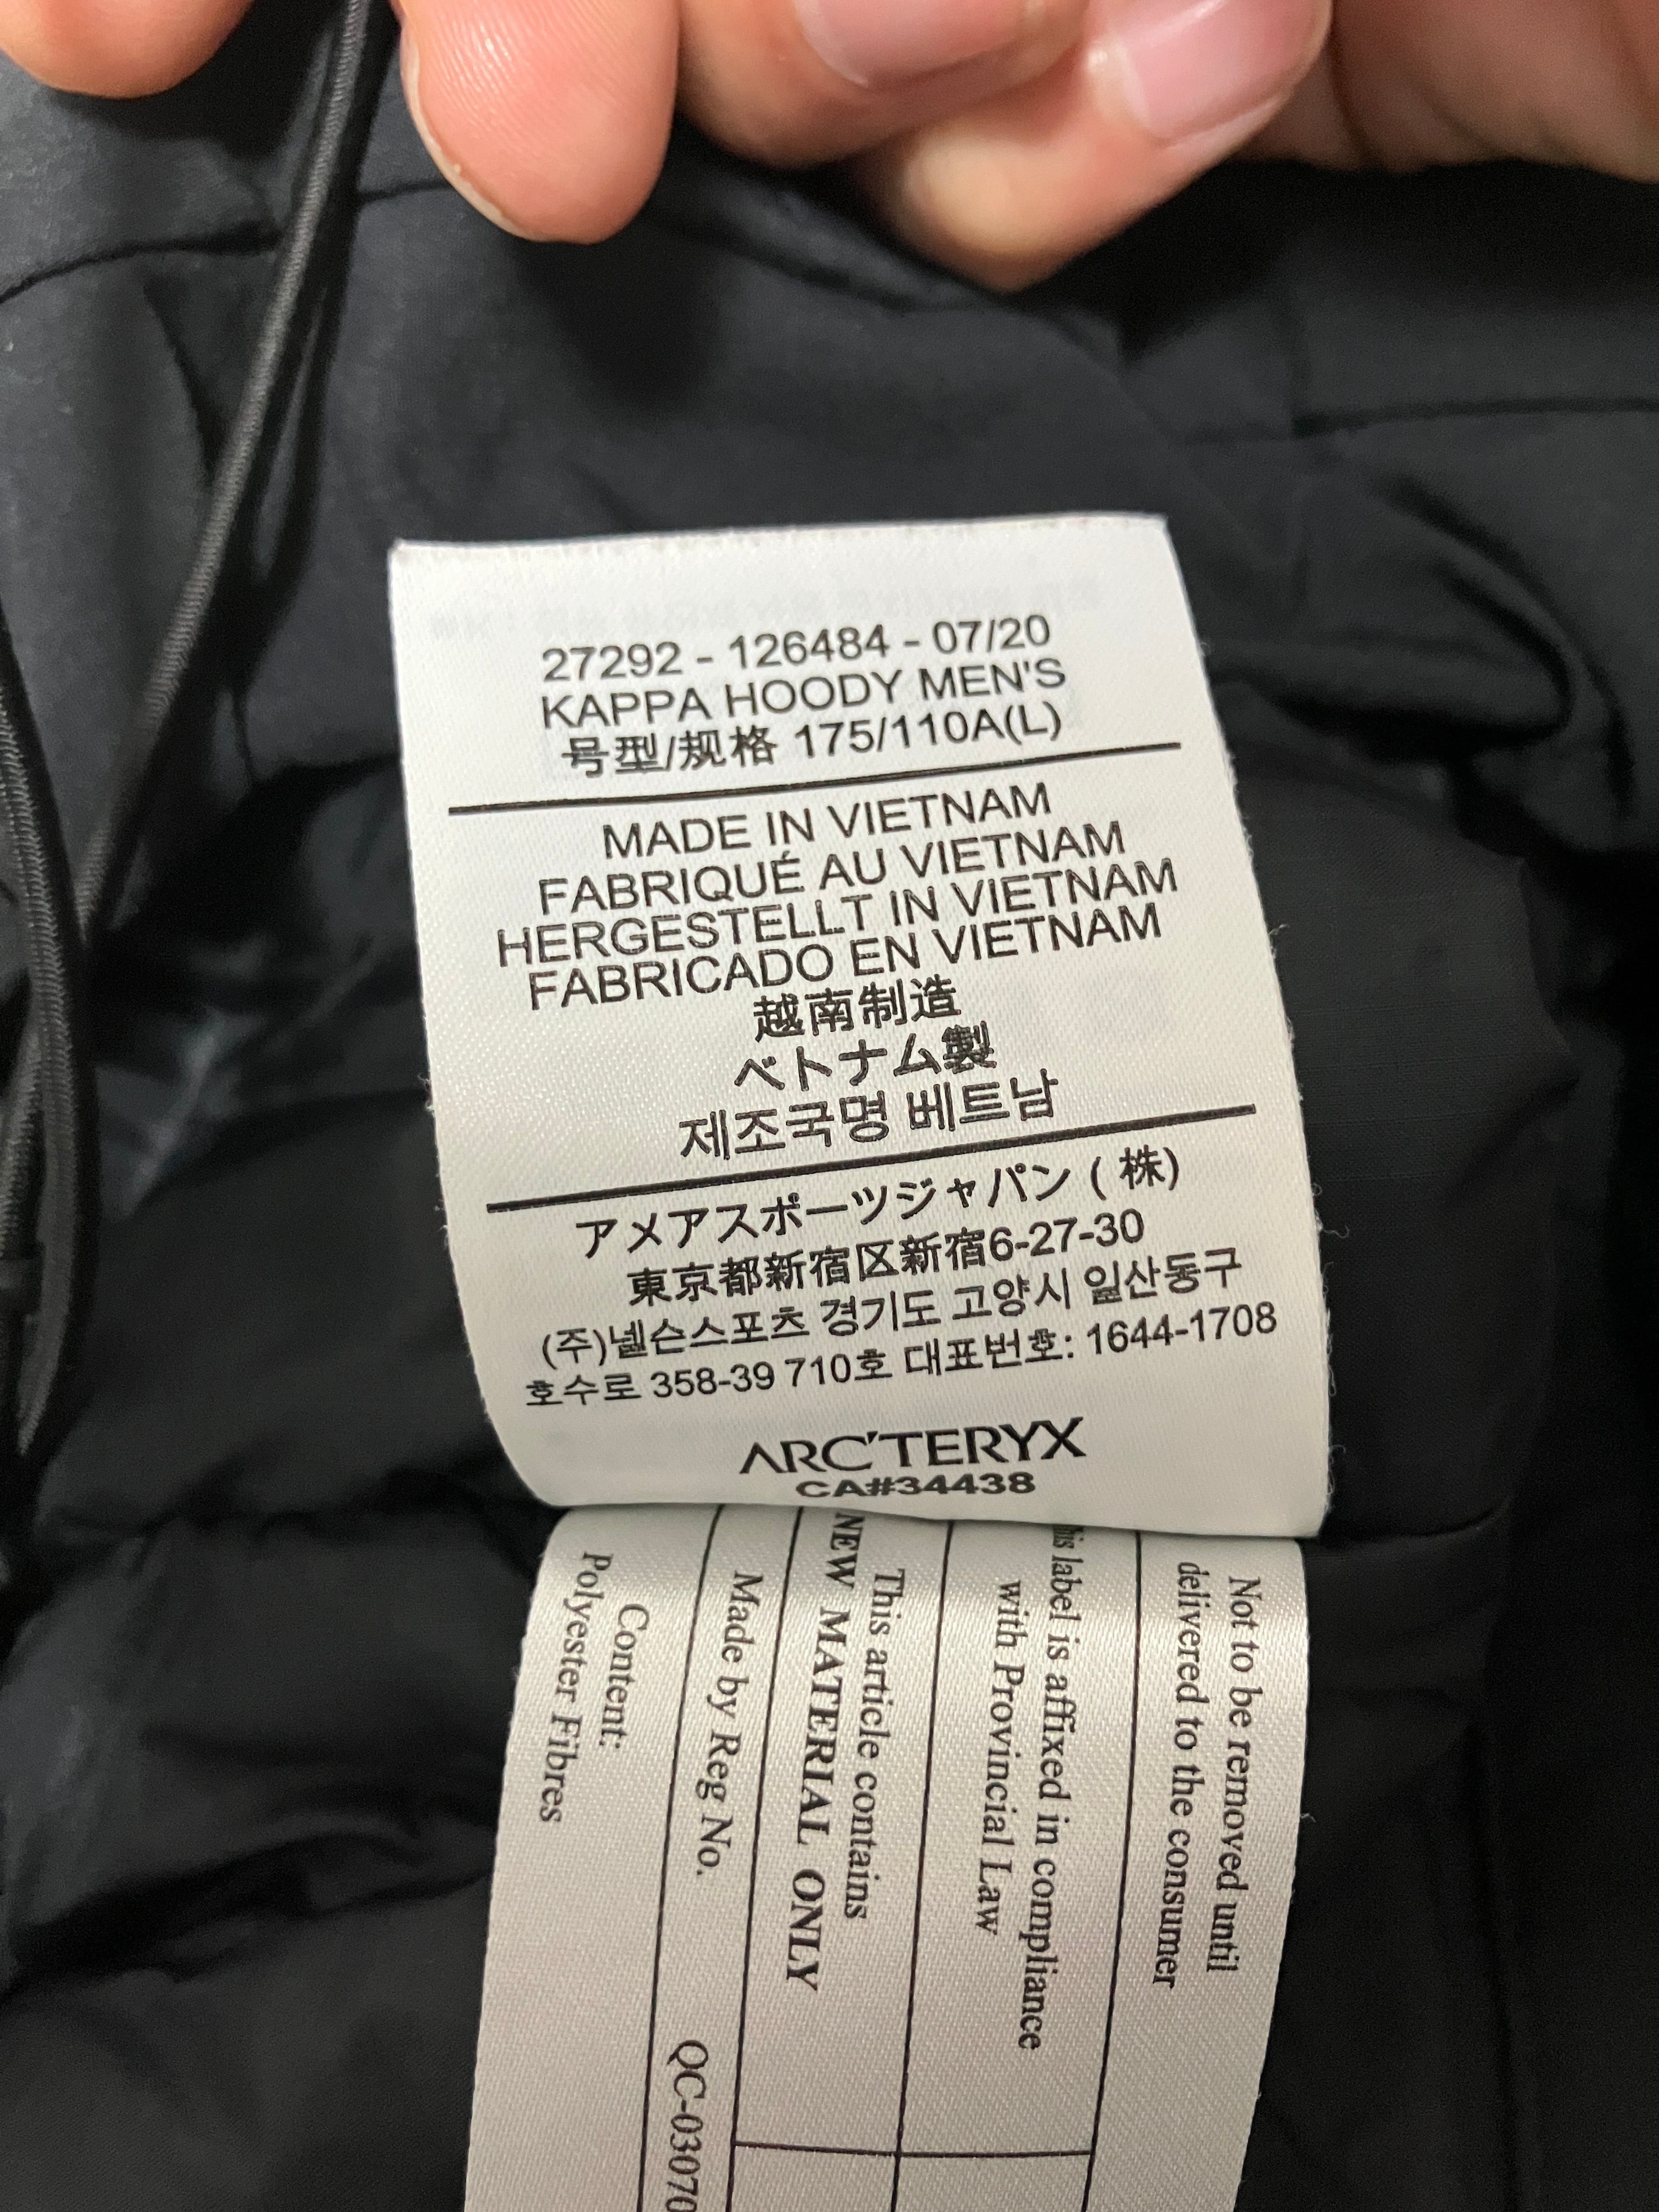 27292 - 126484 - 07/20
KAPPA HOODY MEN'S
号型/规格 175/110A(L)
MADE IN VIETNAM
FABRIQUÉ AU VIETNAM
HERGESTELLT IN VIETNAM
FABRICADO EN VIETNAM
越南制造
ベトナム製
제조국명 베트남
アメアスポーツジャパン ( 株)
東京都新宿区新宿6-27-30
(주)넬슨스포츠 경기도 고양시 일산동구
호수로 358-39 710호 대표번호: 1644-1708
ARC'TERYX
CA#34438
Not to be removed until
delivered to the consumer
label is affixed in compliance
with Provincial Law
This article contains
NEW MATERIAL ONLY
Made by Reg No.
QC-03070
Content:
Polyester Fibres